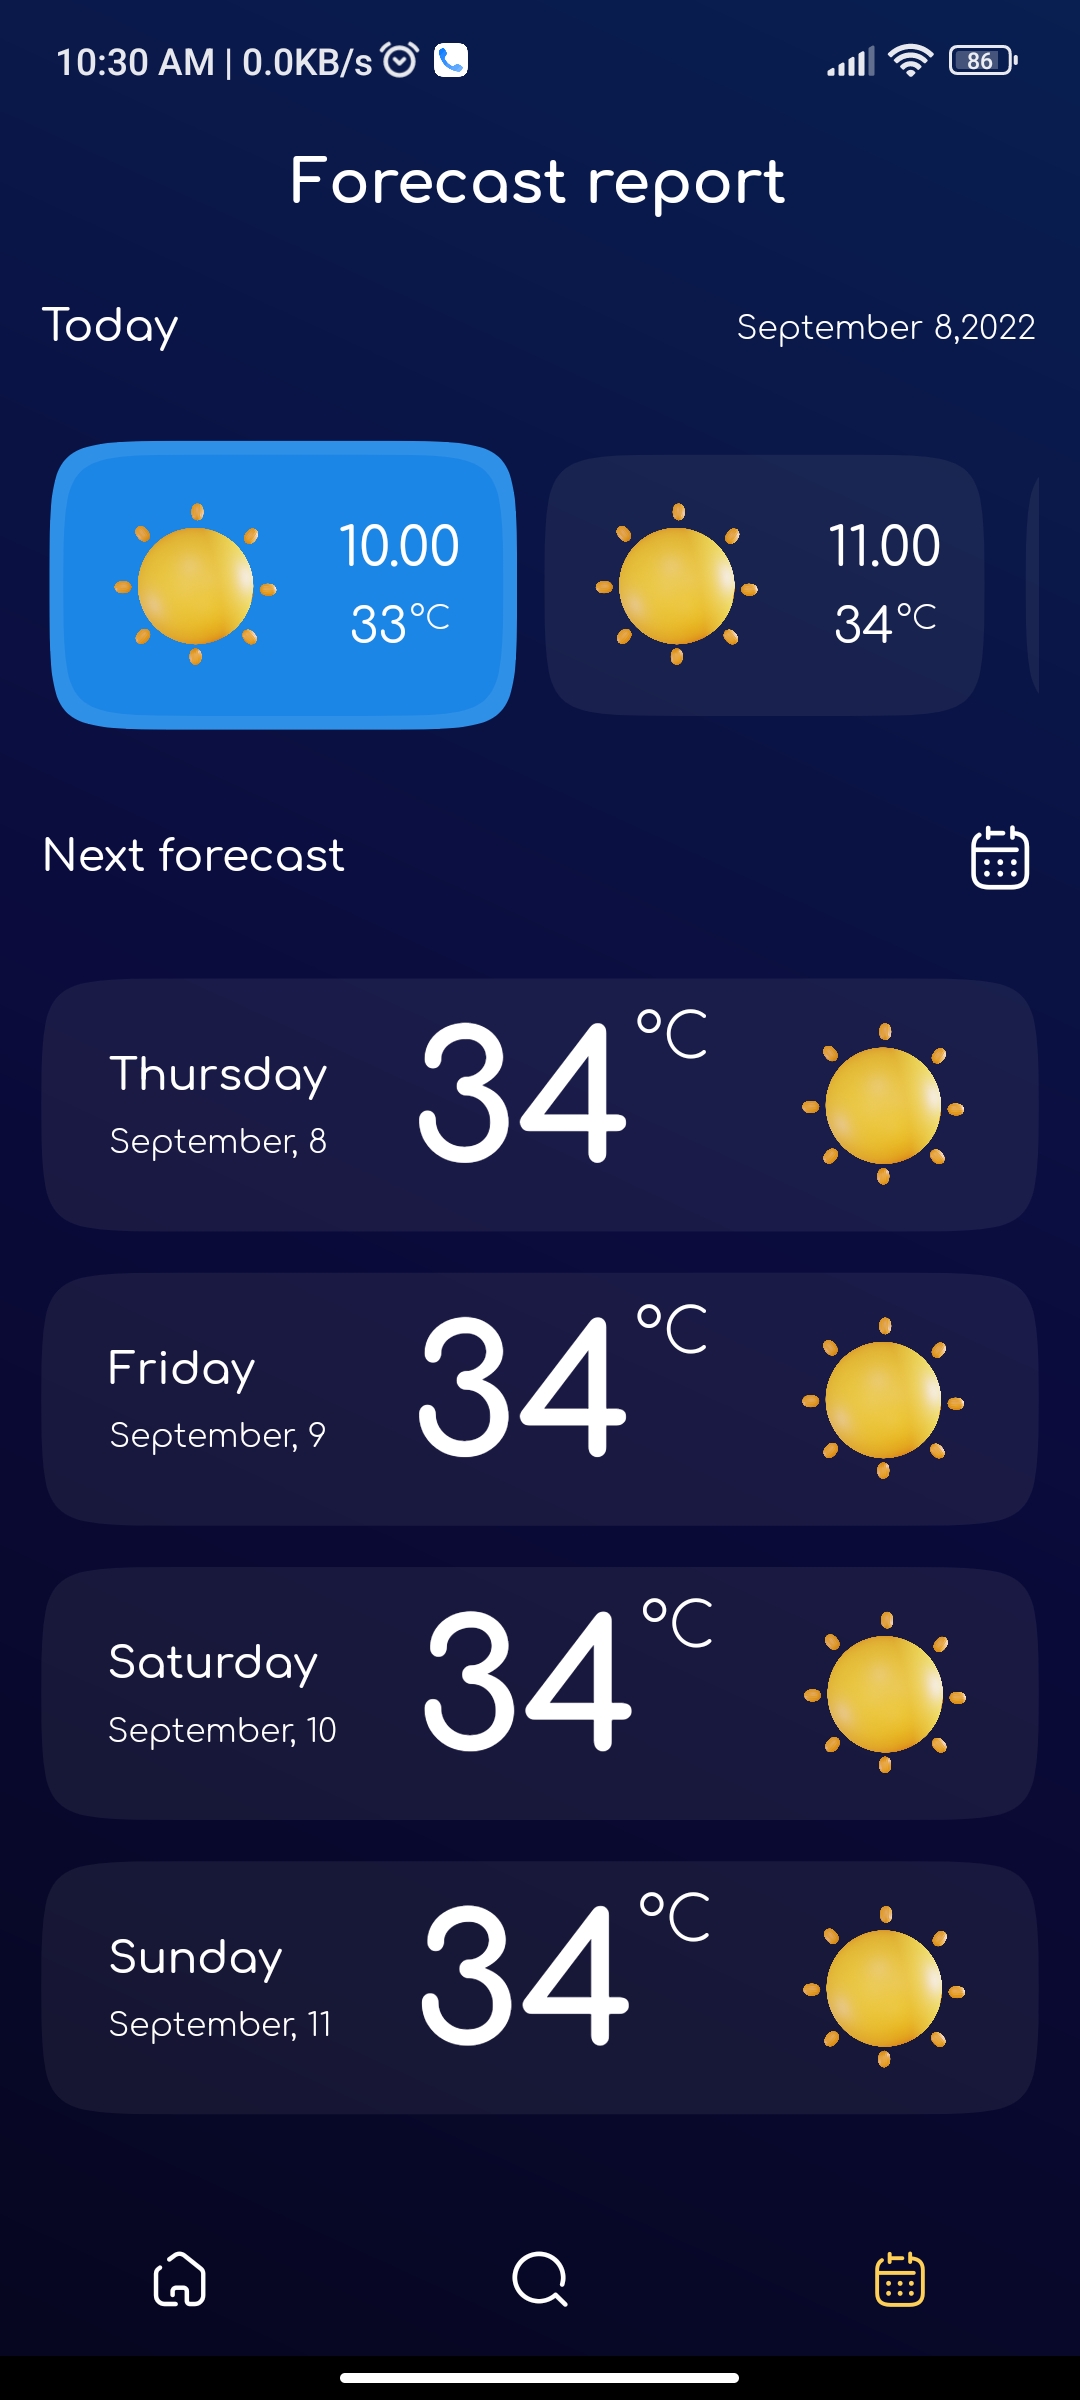 10:30 AM | 0.0KB/s
86
Forecast report
Today
September 8,2022
10.00
33°C
11.00
34°C
Next forecast
Thursday
September, 8
34°C
Friday
September, 9
34°C
Saturday
September, 10
34°C
Sunday
September, 11
34°C